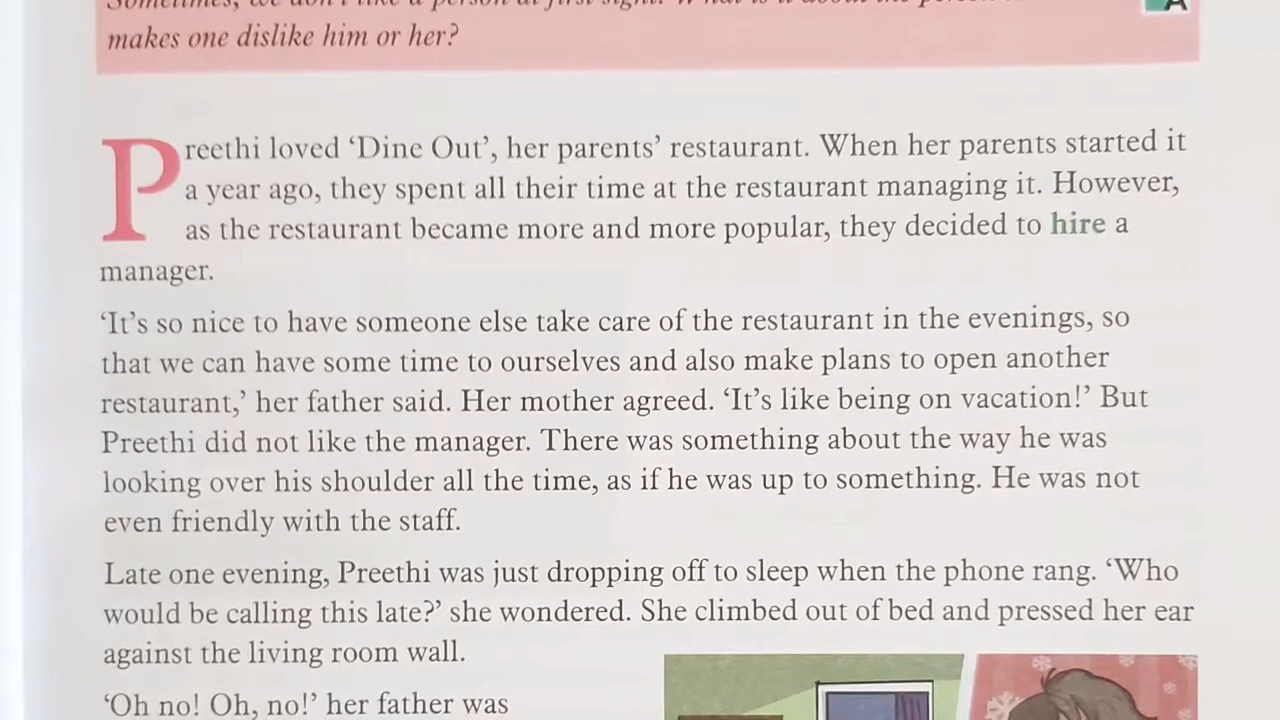 makes one dislike him or her?
Preethi loved ‘Dine Out’, her parents’ restaurant. When her parents started it
a year ago, they spent all their time at the restaurant managing it. However,
as the restaurant became more and more popular, they decided to hire a
manager.
‘It’s so nice to have someone else take care of the restaurant in the evenings, so
that we can have some time to ourselves and also make plans to open another
restaurant,’ her father said. Her mother agreed. ‘It’s like being on vacation!’ But
Preethi did not like the manager. There was something about the way he was
looking over his shoulder all the time, as if he was up to something. He was not
even friendly with the staff.
Late one evening, Preethi was just dropping off to sleep when the phone rang. ‘Who
would be calling this late?’ she wondered. She climbed out of bed and pressed her ear
against the living room wall.
‘Oh no! Oh, no!’ her father was